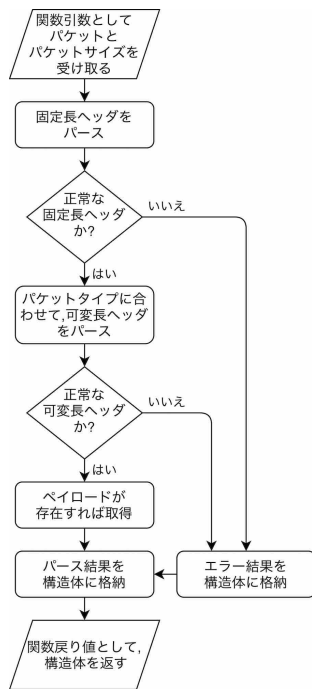 関数引数として
パケットと
パケットサイズを
受け取る
固定長ヘッダを
パース
正常な
固定長ヘッダ
か?
いいえ
はい
パケットタイプに合
わせて,可変長ヘッダ
をパース
正常な
可変長ヘッダ
か?
いいえ
はい
ペイロードが
存在すれば取得
パース結果を
構造体に格納
エラー結果を
構造体に格納
関数戻り値として,
構造体を返す